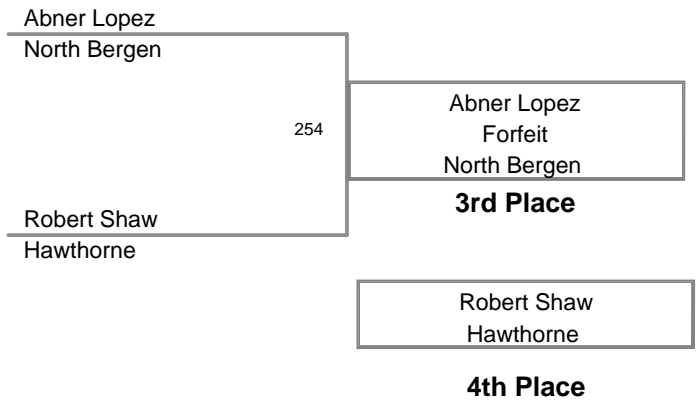 Abner Lopez
North Bergen
254
Abner Lopez
Forfeit
North Bergen
3rd Place
Robert Shaw
Hawthorne
Robert Shaw
Hawthorne
4th Place